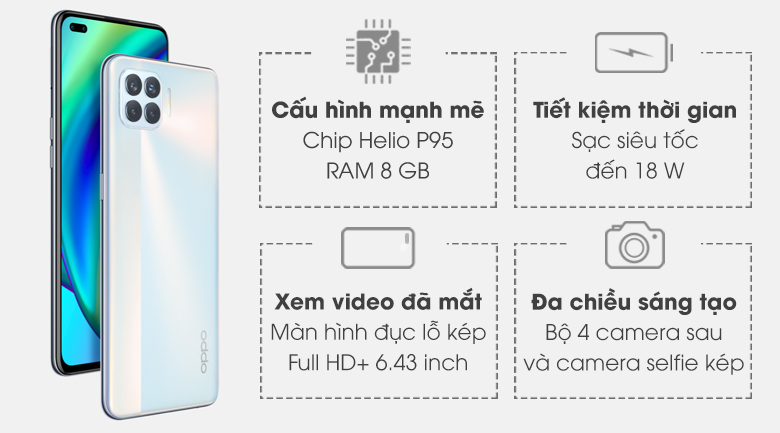 Cấu hình mạnh mẽ
Chip Helio P95
RAM 8 GB
Tiết kiệm thời gian
Sạc siêu tốc
đến 18 W
Xem video đã mắt
Màn hình đục lỗ kép
Full HD+ 6.43 inch
Đa chiều sáng tạo
Bộ 4 camera sau
và camera selfie kép
oppo